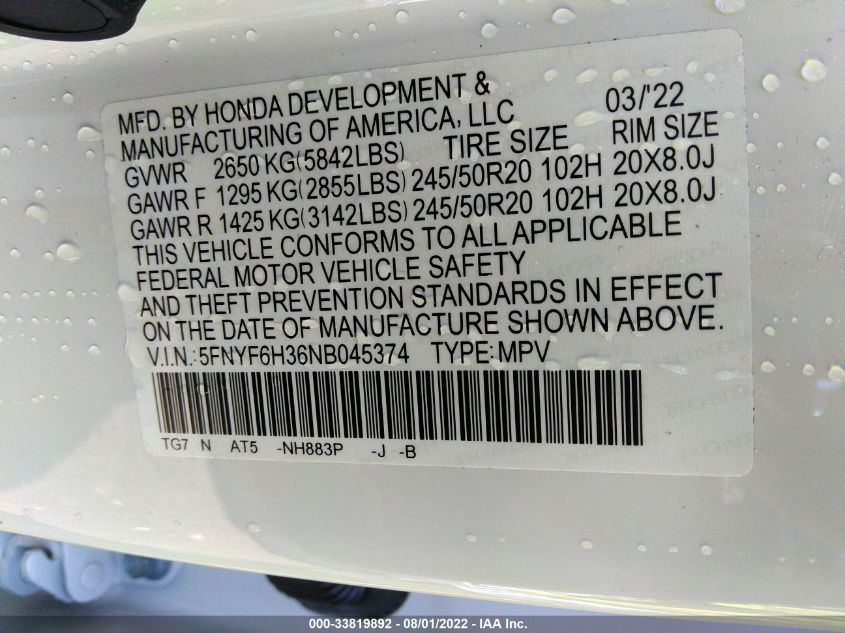 MFD. BY HONDA DEVELOPMENT & 03/'22
MANUFACTURING OF AMERICA, LLC
TIRE SIZE RIM SIZE
GVWR 2650 KG(5842LBS)
GAWR F 1295 KG(2855LBS) 245/50R20 102H 20X8.0J
GAWR R 1425 KG(3142LBS) 245/50R20 102H 20X8.0J
THIS VEHICLE CONFORMS TO ALL APPLICABLE
FEDERAL MOTOR VEHICLE SAFETY
AND THEFT PREVENTION STANDARDS IN EFFECT
ON THE DATE OF MANUFACTURE SHOWN ABOVE.
V.I.N.: 5FNYF6H36NB045374 TYPE: MPV
TG7 N AT5 -NH883P -J -B
000-33819892 - 08/01/2022 - IAA Inc.